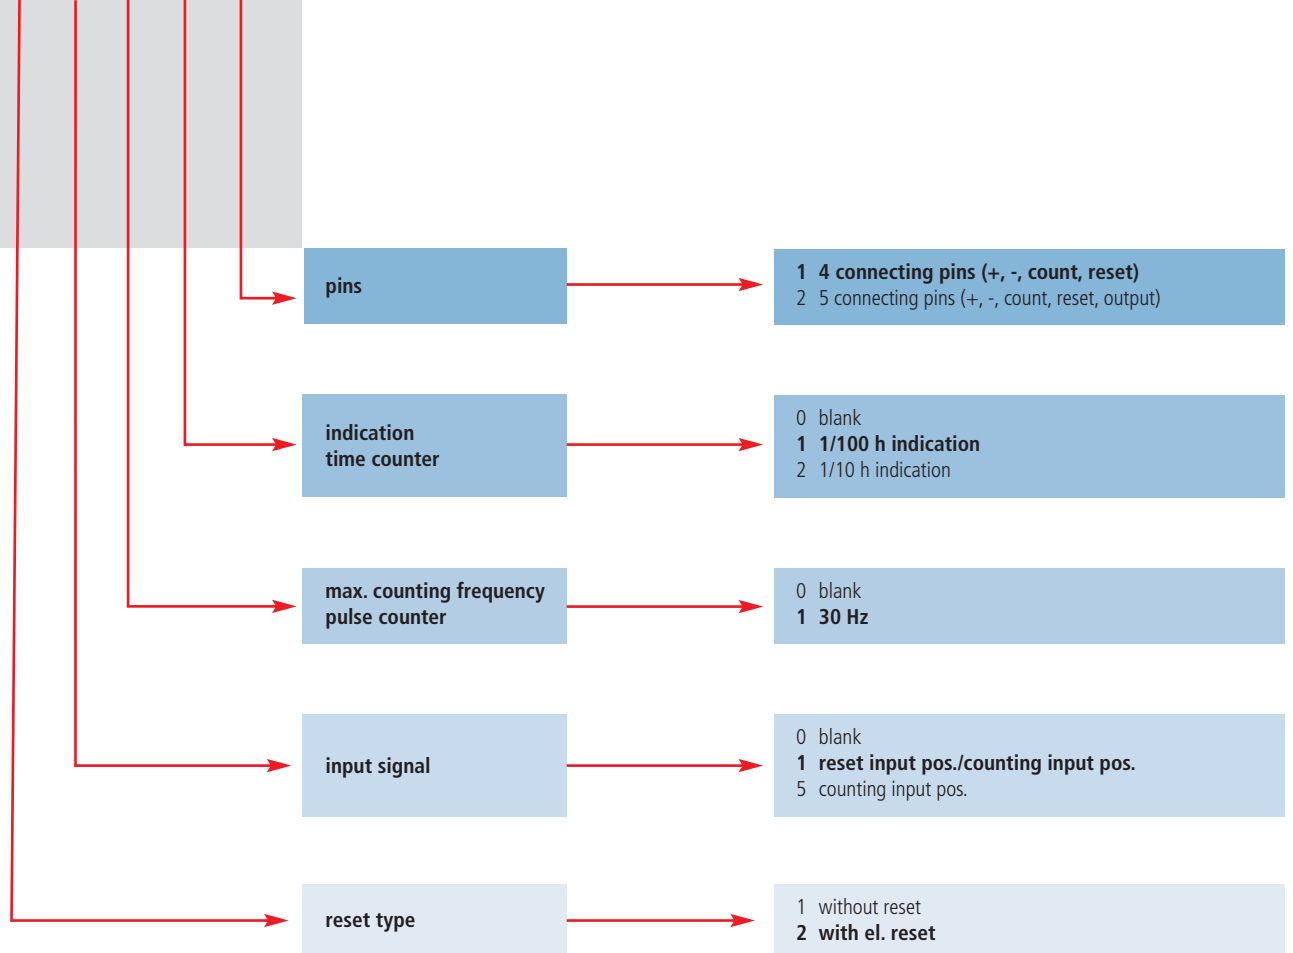 pins
1 4 connecting pins (+, -, count, reset)
2 5 connecting pins (+, -, count, reset, output)
indication
time counter
0 blank
1 1/100 h indication
2 1/10 h indication
max. counting frequency
pulse counter
0 blank
1 30 Hz
input signal
0 blank
1 reset input pos./counting input pos.
5 counting input pos.
reset type
1 without reset
2 with el. reset